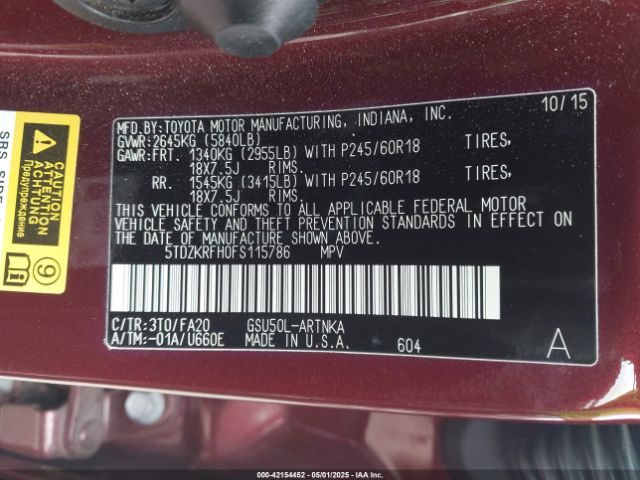 MFD.BY:TOYOTA MOTOR MANUFACTURING, INDIANA, INC. 10/15
GVWR:2645KG (5840LB)
GAWR:FRT. 1340KG (2955LB) WITH P245/60R18 TIRES,
18X7.5J RIMS.
RR. 1545KG (3415LB) WITH P245/60R18 TIRES,
18X7.5J RIMS.
THIS VEHICLE CONFORMS TO ALL APPLICABLE FEDERAL MOTOR
VEHICLE SAFETY AND THEFT PREVENTION STANDARDS IN EFFECT ON
THE DATE OF MANUFACTURE SHOWN ABOVE.
5TDZKRFH0FS115786 MPV
C/TR:3T0/FA20 GSU50L-ARTNKA
A/TM:-01A/U660E MADE IN U.S.A. 604 A
ATTENTION
ACHTUNG
Предупреждение
9
000-42154452 - 05/01/2025 - IAA Inc.